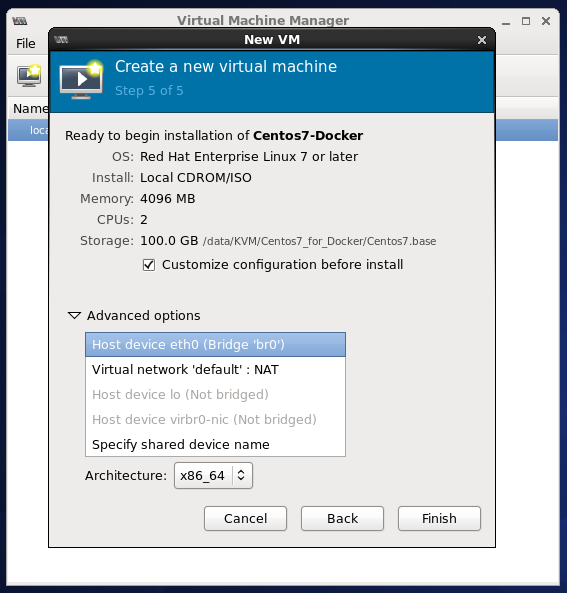 Virtual Machine Manager
File
New VM
Create a new virtual machine
Step 5 of 5
Name
Ready to begin installation of Centos7-Docker
OS: Red Hat Enterprise Linux 7 or later
Install: Local CDROM/ISO
Memory: 4096 MB
CPUs: 2
Storage: 100.0 GB /data/KVM/Centos7_for_Docker/Centos7.base
Customize configuration before install
Advanced options
Host device eth0 (Bridge 'br0')
Virtual network 'default' : NAT
Host device lo (Not bridged)
Host device virbr0-nic (Not bridged)
Specify shared device name
Architecture: x86_64
Cancel Back Finish